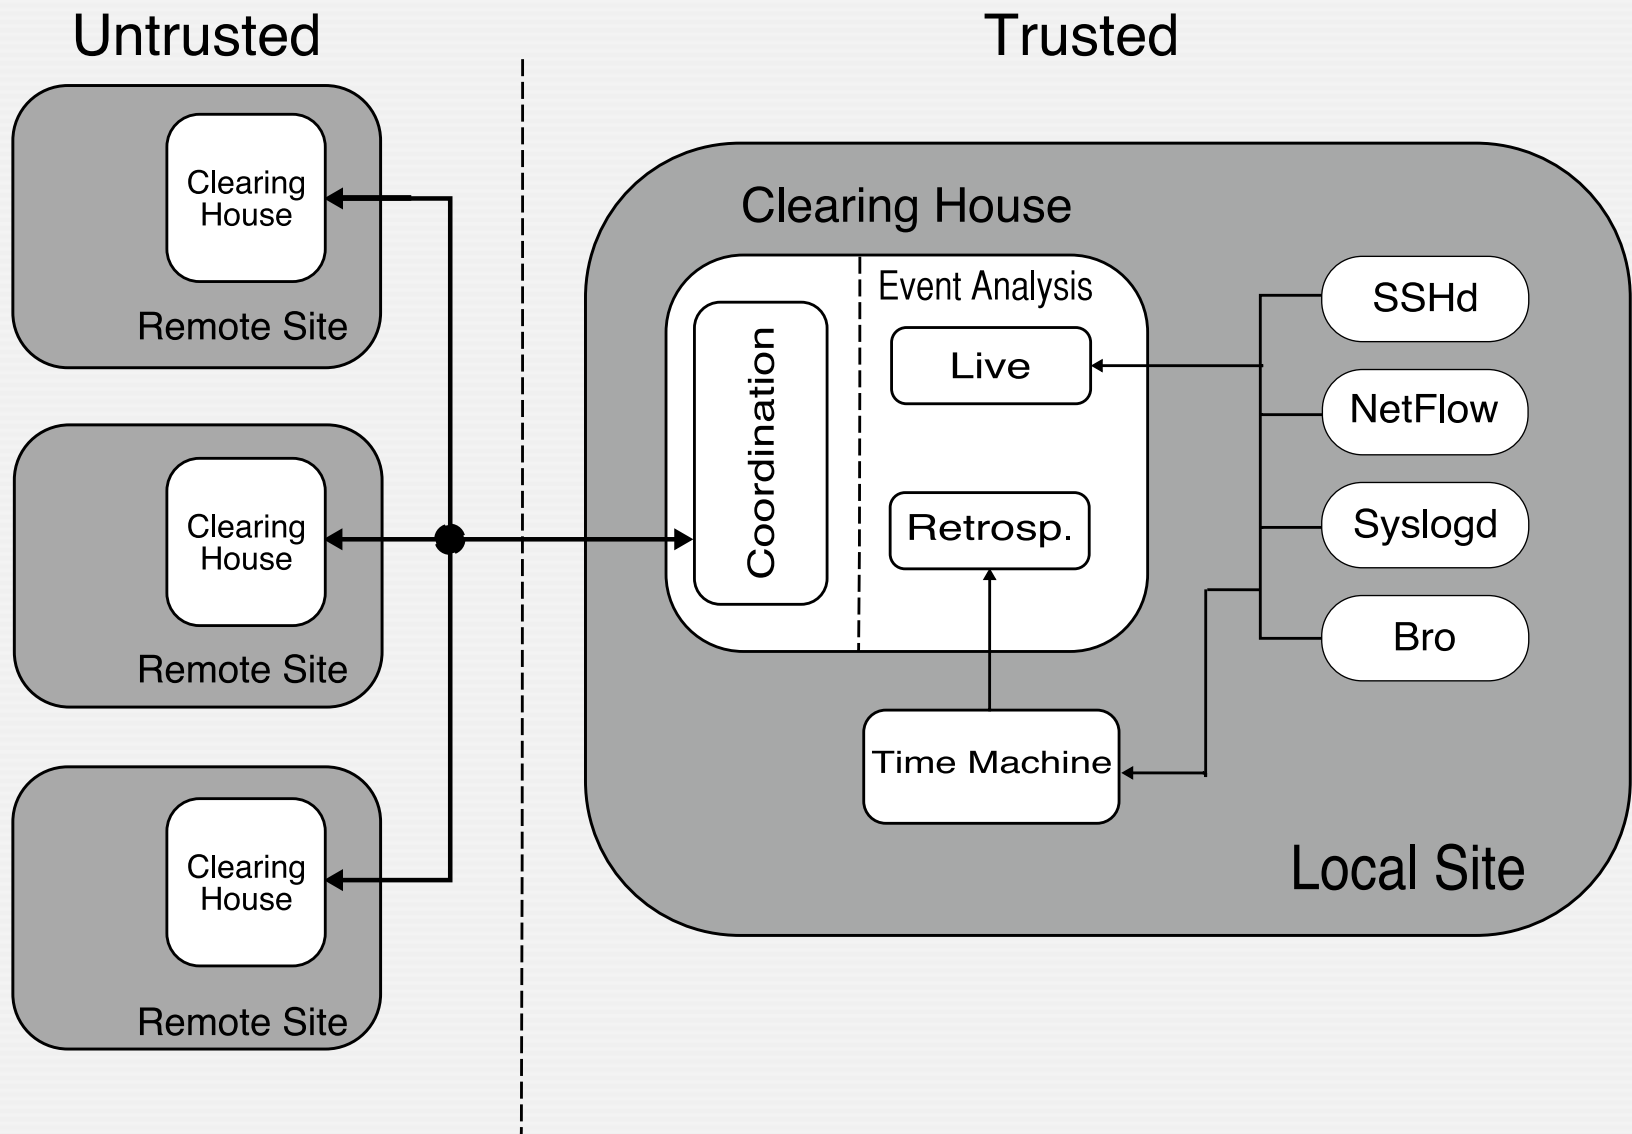 Untrusted
Trusted
Clearing
House
Remote Site
Clearing
House
Remote Site
Clearing
House
Remote Site
Clearing House
Coordination
Event Analysis
Live
Retrosp.
Time Machine
SSHd
NetFlow
Syslogd
Bro
Local Site